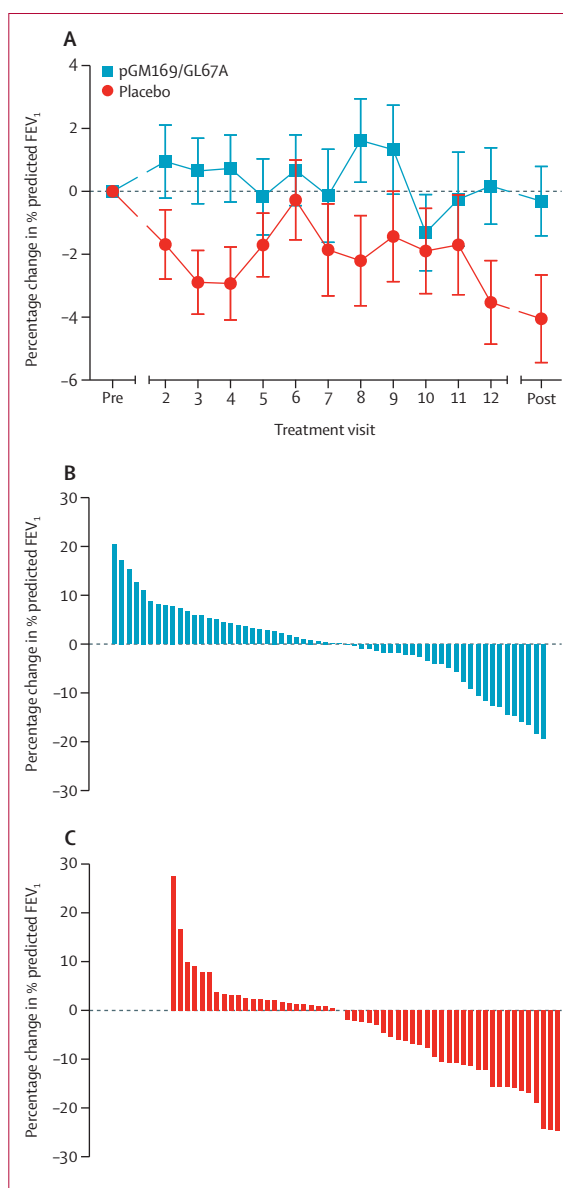 A
pGM169/GL67A
Placebo
4
2
0
–2
–4
–6
Percentage change in % predicted FEV₁
Pre 2 3 4 5 6 7 8 9 10 11 12 Post
Treatment visit
B
30
20
10
0
–10
–20
–30
Percentage change in % predicted FEV₁
C
30
20
10
0
–10
–20
–30
Percentage change in % predicted FEV₁